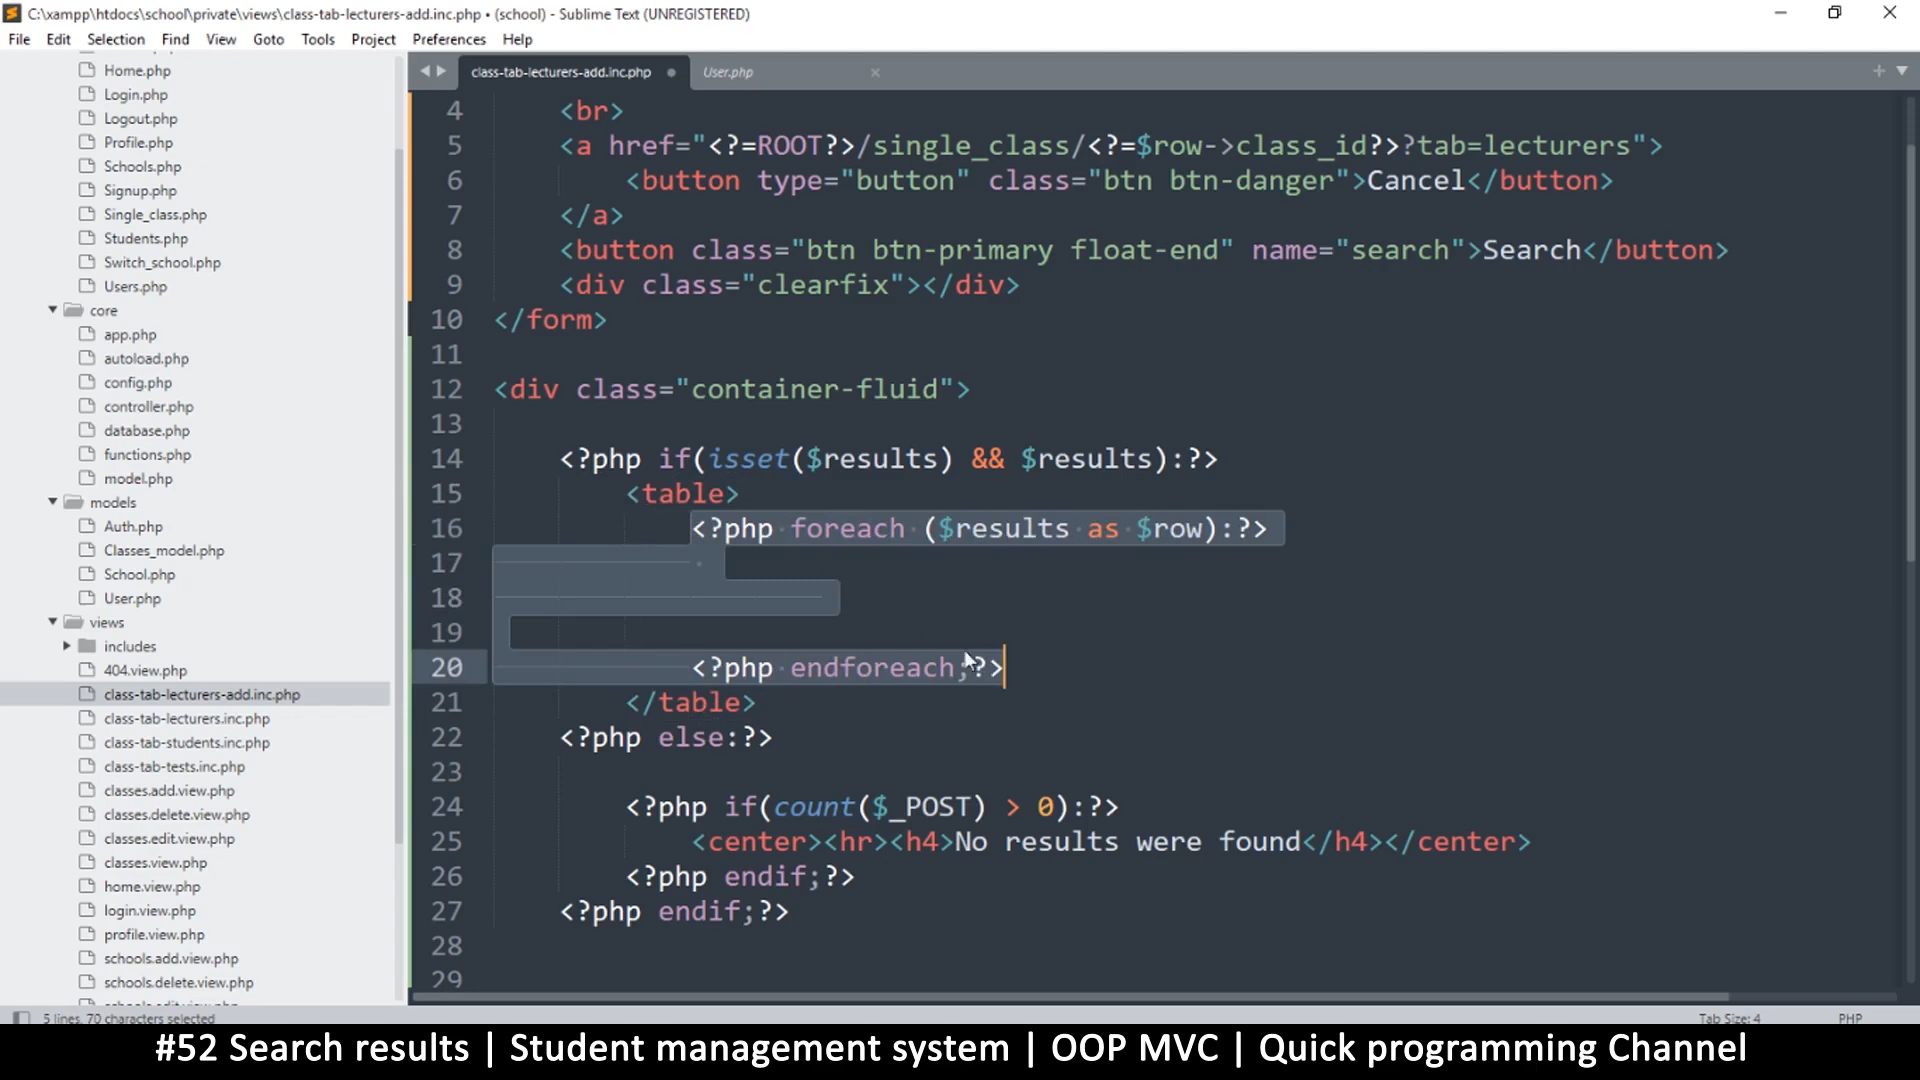 C:\xampp\htdocs\school\private\views\class-tab-lecturers-add.inc.php • (school) - Sublime Text (UNREGISTERED)
File Edit Selection Find View Goto Tools Project Preferences Help
Home.php
Login.php
Logout.php
Profile.php
Schools.php
Signup.php
Single_class.php
Students.php
Switch_school.php
Users.php
core
app.php
autoload.php
config.php
controller.php
database.php
functions.php
model.php
models
Auth.php
Classes_model.php
School.php
User.php
views
includes
404.view.php
class-tab-lecturers-add.inc.php
class-tab-lecturers.inc.php
class-tab-students.inc.php
class-tab-tests.inc.php
classes.add.view.php
classes.delete.view.php
classes.edit.view.php
classes.view.php
home.view.php
login.view.php
profile.view.php
schools.add.view.php
schools.delete.view.php
schools.edit.view.php
class-tab-lecturers-add.inc.php User.php
4 <br>
5 <a href="<?=ROOT?>/single_class/<?=$row->class_id?>?tab=lecturers">
6 <button type="button" class="btn btn-danger">Cancel</button>
7 </a>
8 <button class="btn btn-primary float-end" name="search">Search</button>
9 <div class="clearfix"></div>
10 </form>
11
12 <div class="container-fluid">
13
14 <?php if(isset($results) && $results):?>
15 <table>
16 <?php foreach ($results as $row):?>
17
18
19
20 <?php endforeach;?>
21 </table>
22 <?php else:?>
23
24 <?php if(count($_POST) > 0):?>
25 <center><hr><h4>No results were found</h4></center>
26 <?php endif;?>
27 <?php endif;?>
28
29
5 lines, 70 characters selected Tab Size: 4 PHP
#52 Search results | Student management system | OOP MVC | Quick programming Channel